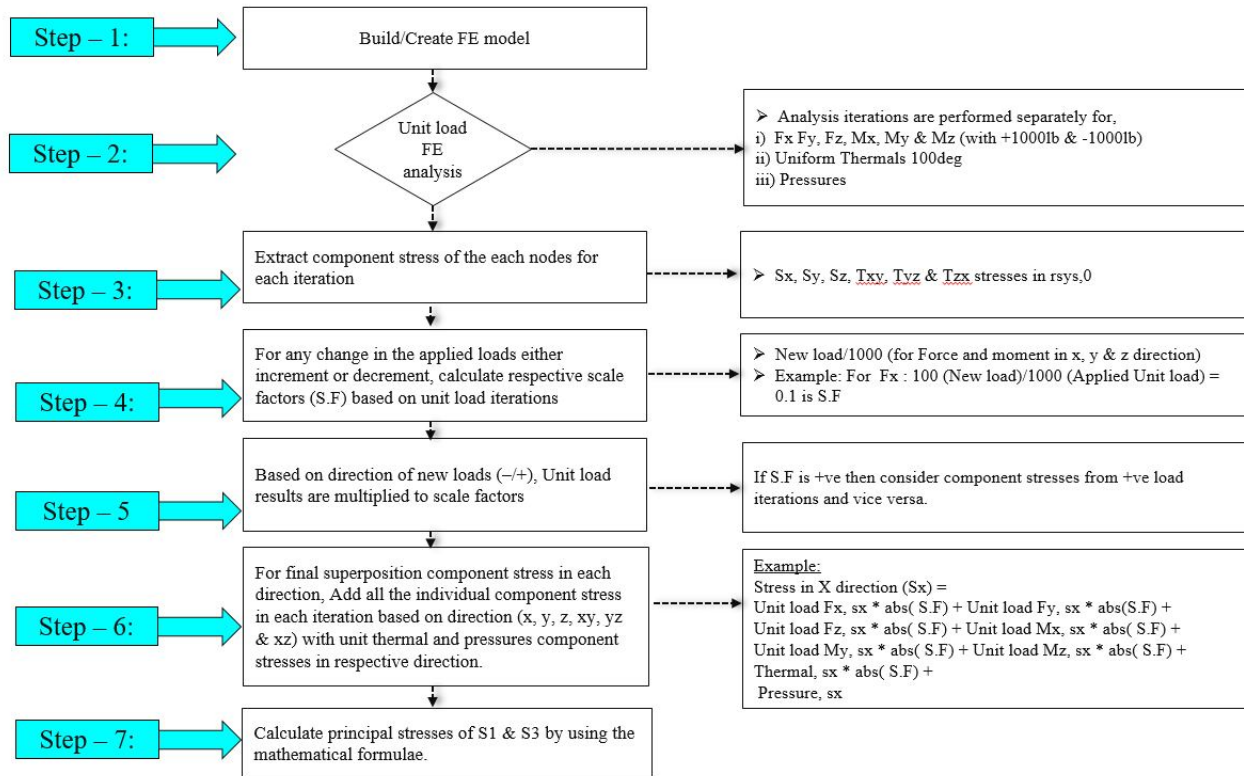 Step – 1:
Build/Create FE model
Step – 2:
Unit load
FE
analysis
➢ Analysis iterations are performed separately for,
i) Fx Fy, Fz, Mx, My & Mz (with +1000lb & -1000lb)
ii) Uniform Thermals 100deg
iii) Pressures
Step – 3:
Extract component stress of the each nodes for
each iteration
➢ Sx, Sy, Sz, Txy, Tyz & Tzx stresses in rsys,0
Step – 4:
For any change in the applied loads either
increment or decrement, calculate respective scale
factors (S.F) based on unit load iterations
➢ New load/1000 (for Force and moment in x, y & z direction)
➢ Example: For Fx : 100 (New load)/1000 (Applied Unit load) =
0.1 is S.F
Step – 5
Based on direction of new loads (–/+), Unit load
results are multiplied to scale factors
If S.F is +ve then consider component stresses from +ve load
iterations and vice versa.
Step – 6:
For final superposition component stress in each
direction, Add all the individual component stress
in each iteration based on direction (x, y, z, xy, yz
& xz) with unit thermal and pressures component
stresses in respective direction.
Example:
Stress in X direction (Sx) =
Unit load Fx, sx * abs( S.F) + Unit load Fy, sx * abs(S.F) +
Unit load Fz, sx * abs( S.F) + Unit load Mx, sx * abs( S.F) +
Unit load My, sx * abs( S.F) + Unit load Mz, sx * abs( S.F) +
Thermal, sx * abs( S.F) +
Pressure, sx
Step – 7:
Calculate principal stresses of S1 & S3 by using the
mathematical formulae.